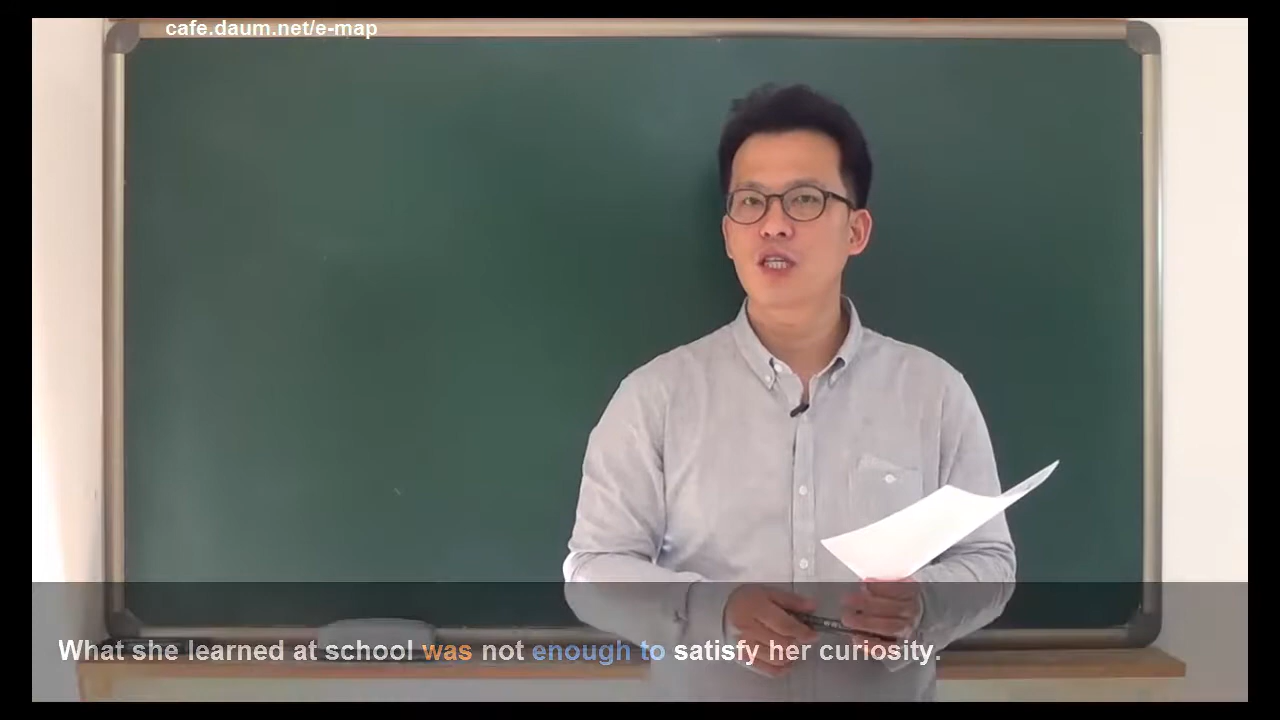 cafe.daum.net/e-map
What she learned at school was not enough to satisfy her curiosity.